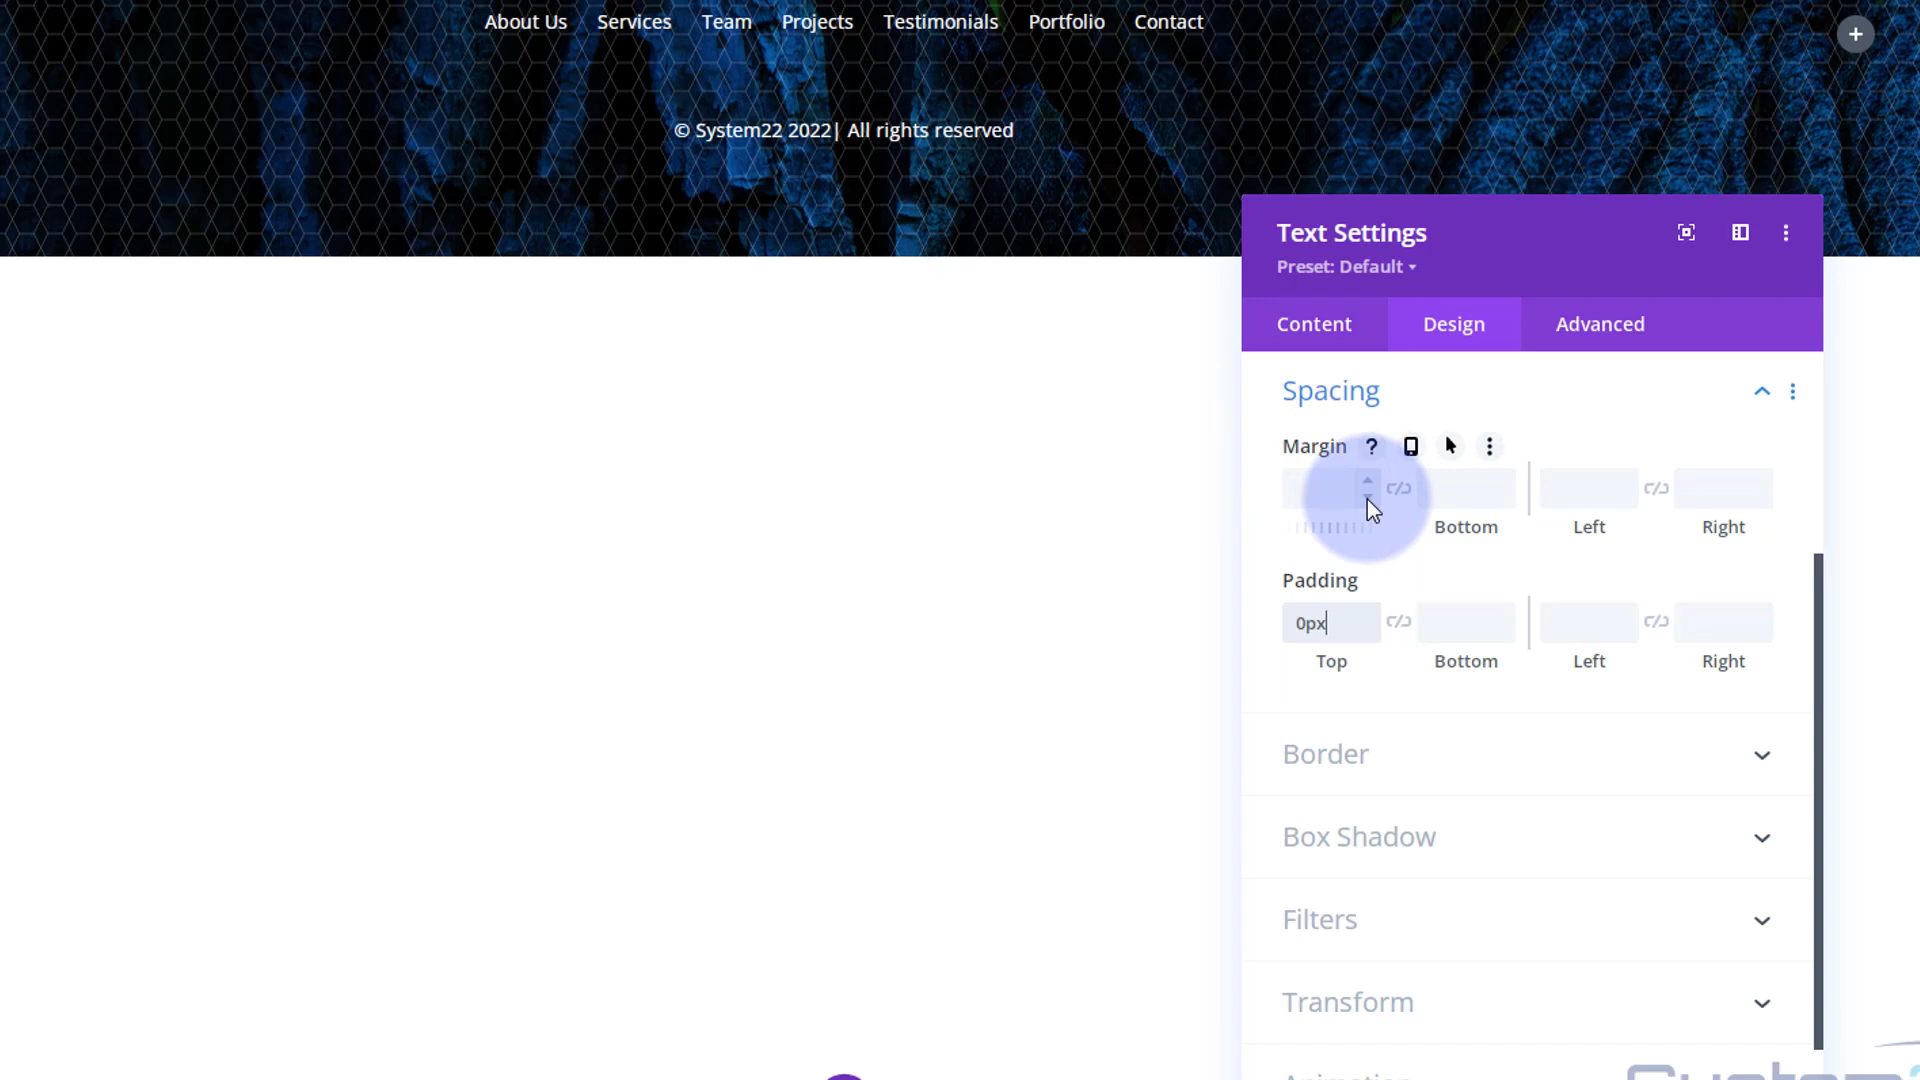 About Us Services Team Projects Testimonials Portfolio Contact
© System22 2022| All rights reserved
Text Settings
Preset: Default
Content Design Advanced
Spacing
Margin ?
Bottom Left Right
Padding
0px
Top Bottom Left Right
Border
Box Shadow
Filters
Transform